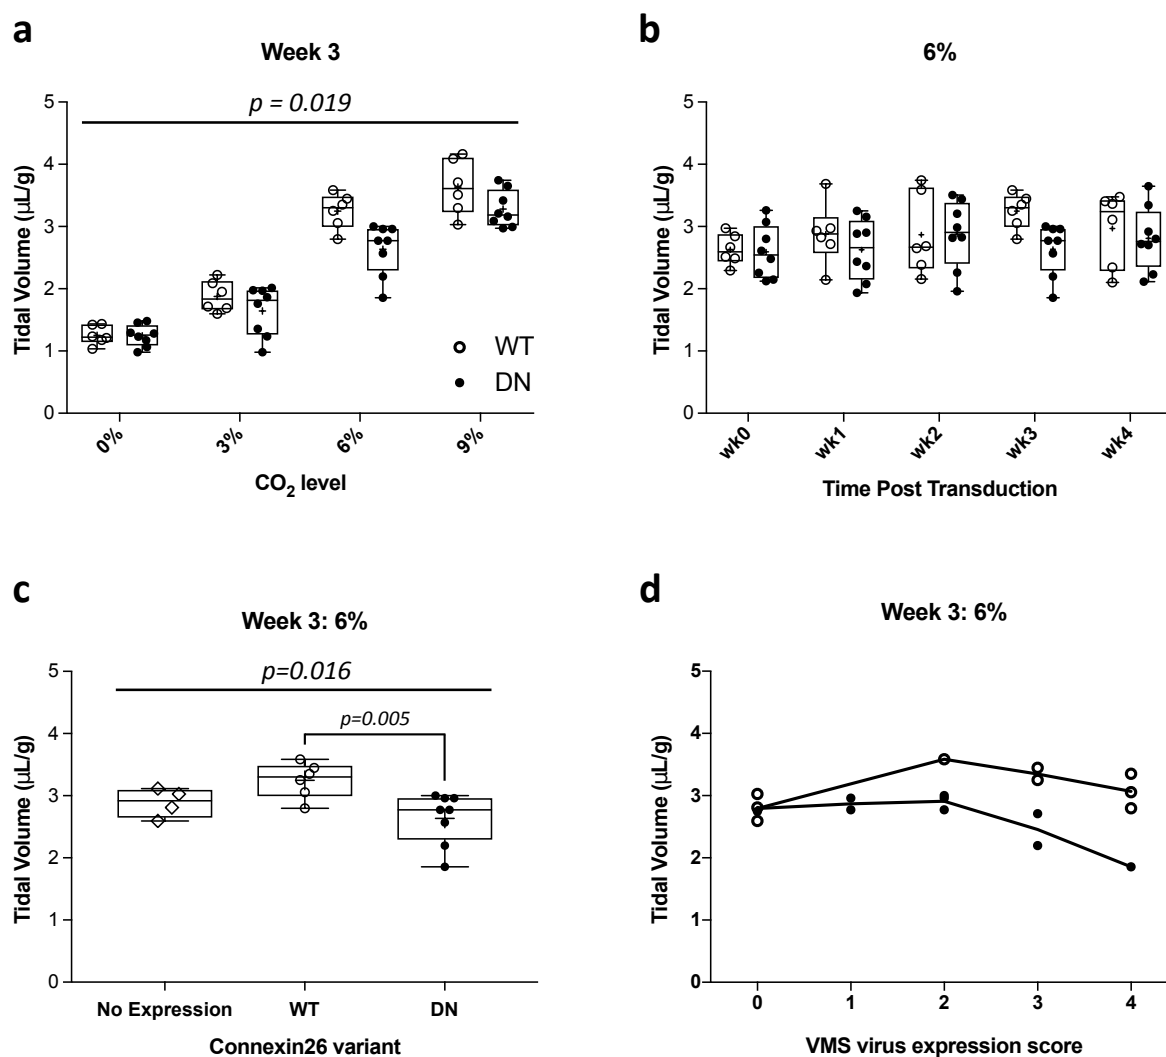 a
Week 3
p = 0.019
5
4
3
2
1
0
Tidal Volume (μL/g)
WT
DN
0%
3%
6%
9%
CO2 level
b
6%
5
4
3
2
1
0
Tidal Volume (μL/g)
wk0
wk1
wk2
wk3
wk4
Time Post Transduction
c
Week 3: 6%
p=0.016
p=0.005
5
4
3
2
1
0
Tidal Volume (μL/g)
No Expression
WT
DN
Connexin26 variant
d
Week 3: 6%
5
4
3
2
1
0
Tidal Volume (μL/g)
0
1
2
3
4
VMS virus expression score